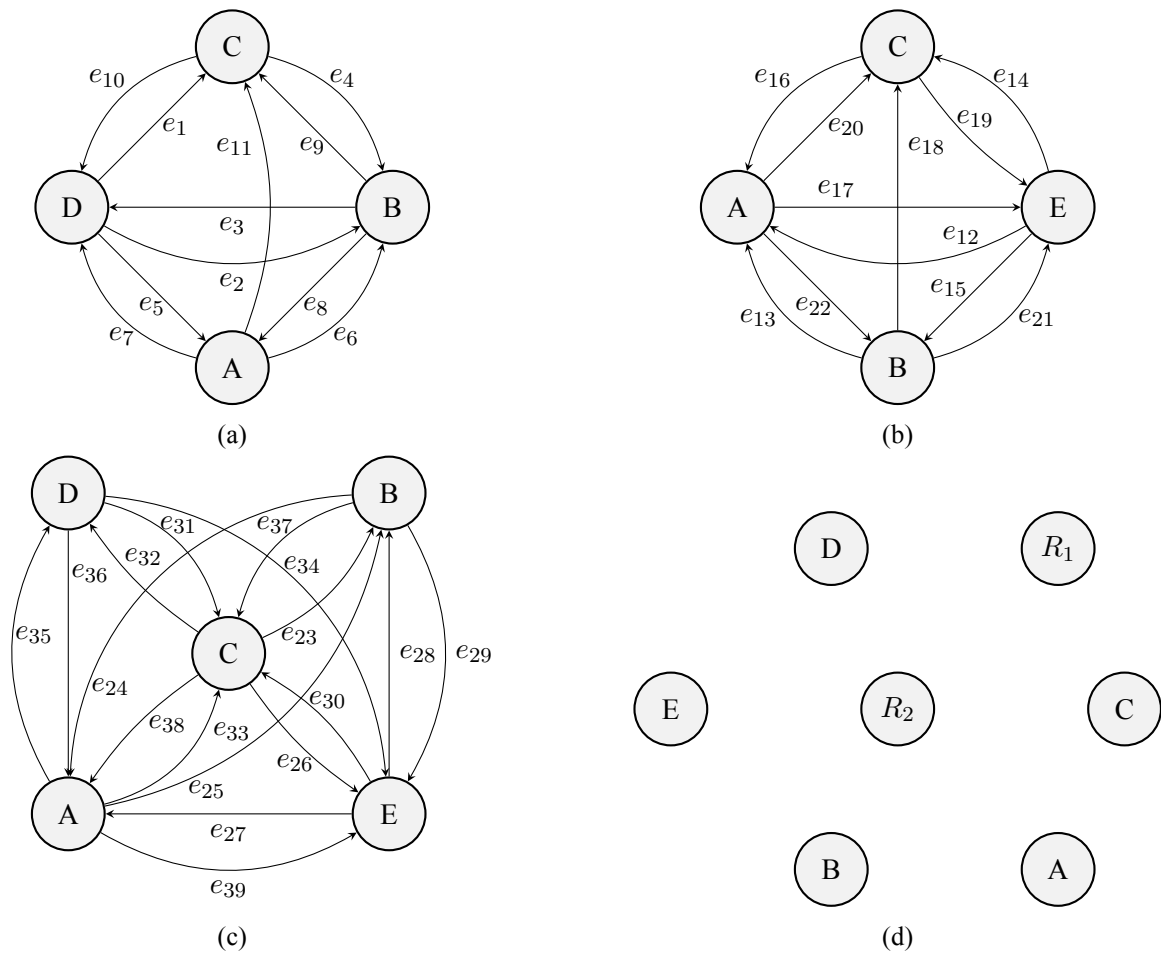 C
e10
e4
e1
e11
e9
D
B
e3
e2
e5
e8
e7
e6
A
(a)
C
e16
e14
e19
e20
e18
e17
A
E
e12
e15
e22
e13
e21
B
(b)
D
B
e31
e37
e32
e34
e36
e35
e23
C
e28
e29
e24
e30
e38
e33
e26
e25
A
E
e27
e39
(c)
D
R1
E
R2
C
B
A
(d)